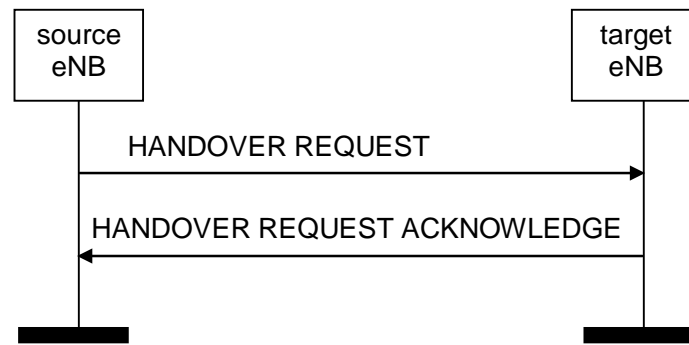 source
eNB
target
eNB
HANDOVER REQUEST
HANDOVER REQUEST ACKNOWLEDGE